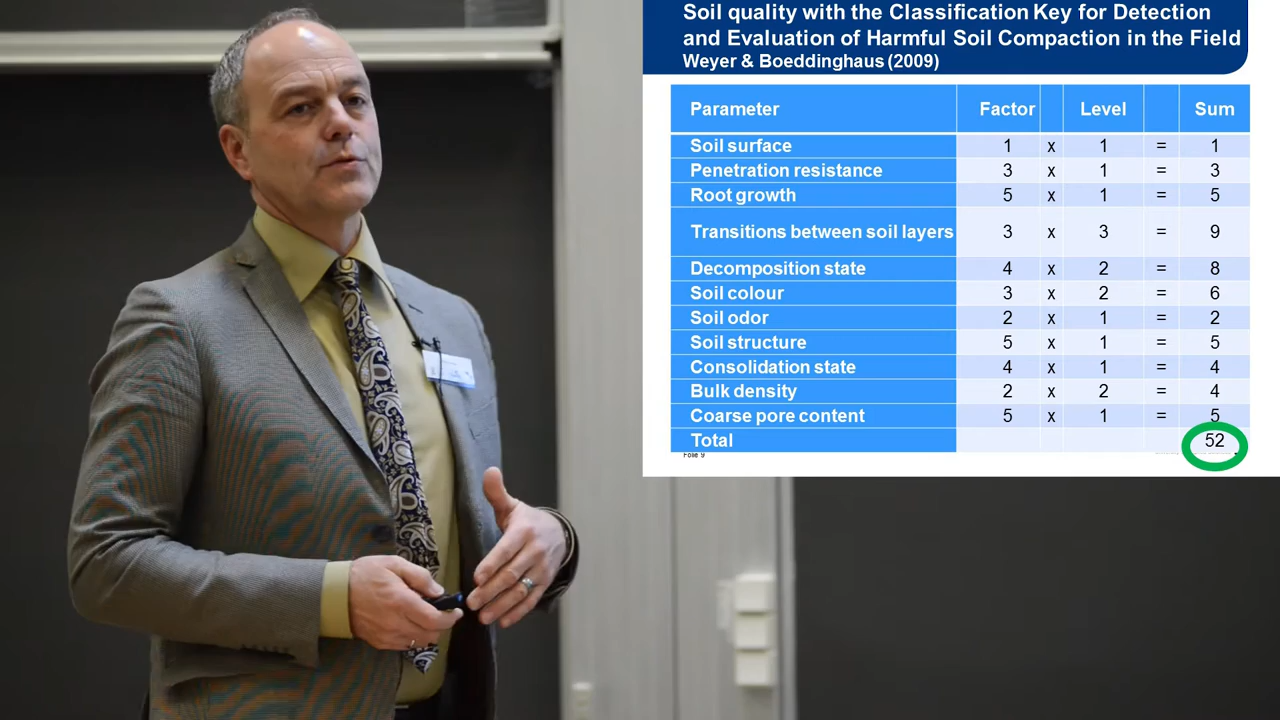 Soil quality with the Classification Key for Detection
and Evaluation of Harmful Soil Compaction in the Field
Weyer & Boeddinghaus (2009)
Parameter Factor Level Sum
Soil surface 1 x 1 = 1
Penetration resistance 3 x 1 = 3
Root growth 5 x 1 = 5
Transitions between soil layers 3 x 3 = 9
Decomposition state 4 x 2 = 8
Soil colour 3 x 2 = 6
Soil odor 2 x 1 = 2
Soil structure 5 x 1 = 5
Consolidation state 4 x 1 = 4
Bulk density 2 x 2 = 4
Coarse pore content 5 x 1 = 5
Total 52
Folie 9